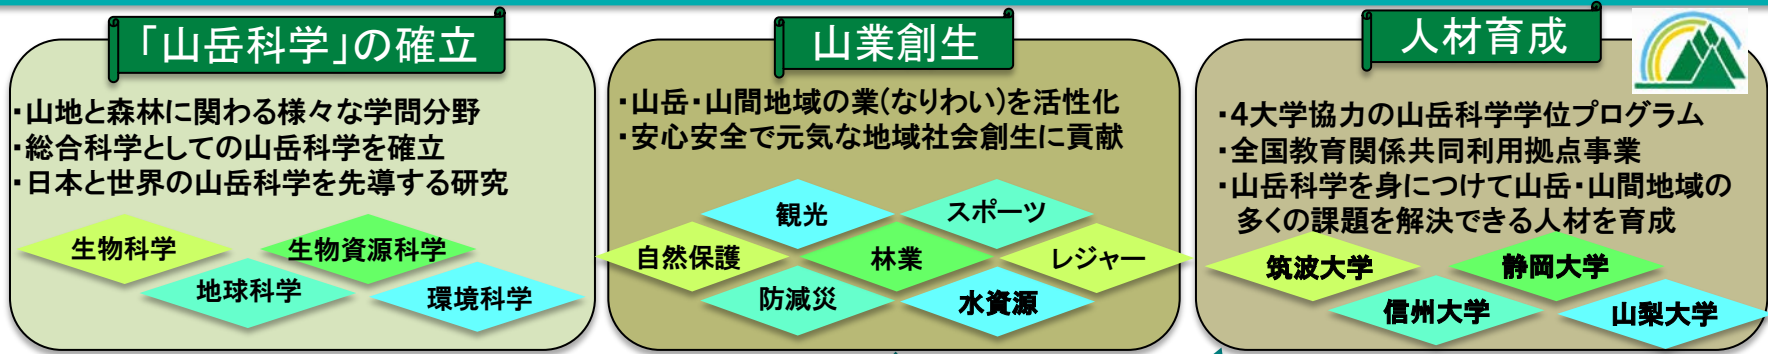 「山岳科学」の確立
・山地と森林に関わる様々な学問分野
・総合科学としての山岳科学を確立
・日本と世界の山岳科学を先導する研究
生物科学
生物資源科学
地球科学
環境科学
山業創生
・山岳・山間地域の業(なりわい)を活性化
・安心安全で元気な地域社会創生に貢献
観光
スポーツ
自然保護
林業
レジャー
防減災
水資源
人材育成
・4大学協力の山岳科学学位プログラム
・全国教育関係共同利用拠点事業
・山岳科学を身につけて山岳・山間地域の
多くの課題を解決できる人材を育成
筑波大学
静岡大学
信州大学
山梨大学